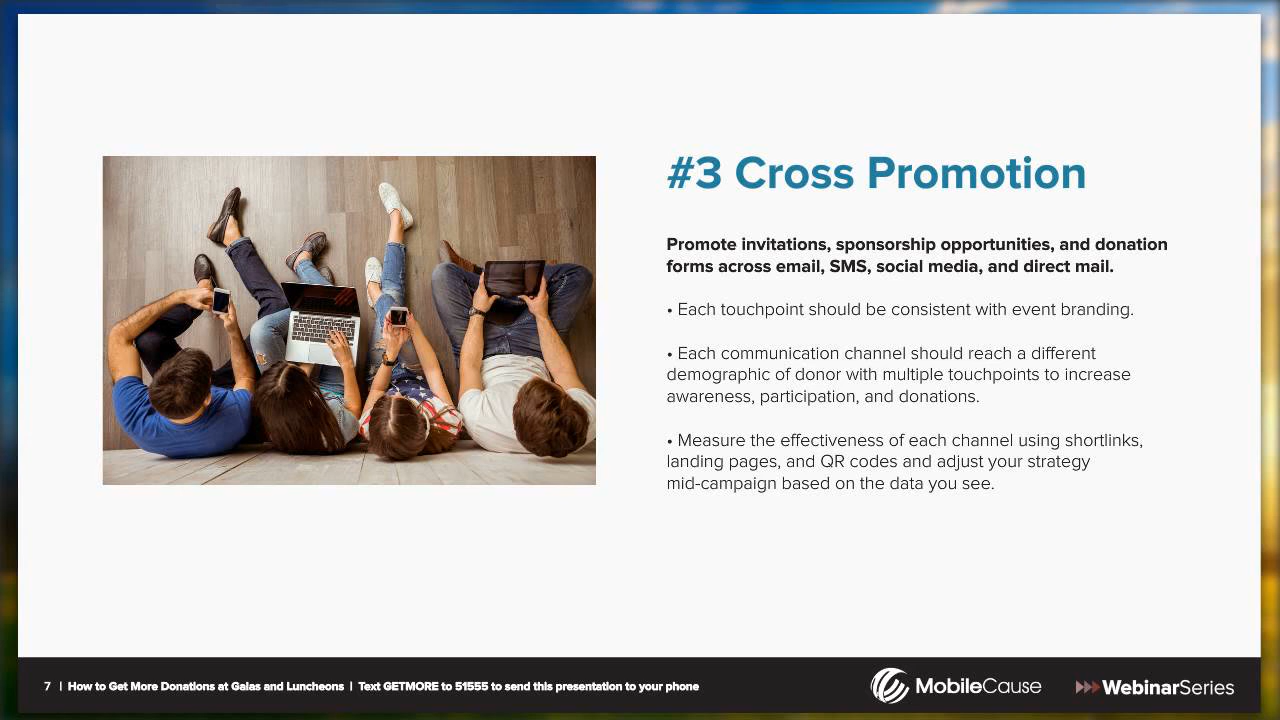 #3 Cross Promotion
Promote invitations, sponsorship opportunities, and donation
forms across email, SMS, social media, and direct mail.
• Each touchpoint should be consistent with event branding.
• Each communication channel should reach a different
demographic of donor with multiple touchpoints to increase
awareness, participation, and donations.
• Measure the effectiveness of each channel using shortlinks,
landing pages, and QR codes and adjust your strategy
mid-campaign based on the data you see.
7 | How to Get More Donations at Galas and Luncheons | Text GETMORE to 51555 to send this presentation to your phone
MobileCause
WebinarSeries